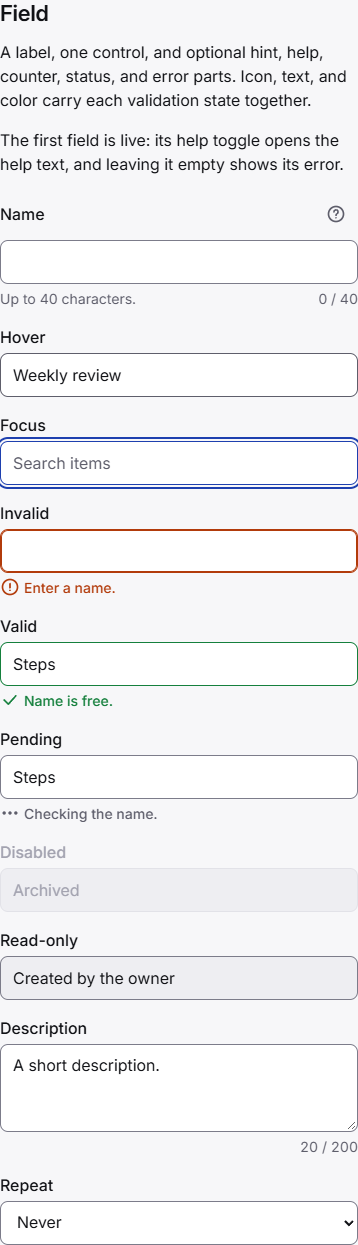 Field
A label, one control, and optional hint, help,
counter, status, and error parts. Icon, text, and
color carry each validation state together.
The first field is live: its help toggle opens the
help text, and leaving it empty shows its error.
Name
Up to 40 characters. 0 / 40
Hover
Weekly review
Focus
Search items
Invalid
Enter a name.
Valid
Steps
Name is free.
Pending
Steps
Checking the name.
Disabled
Archived
Read-only
Created by the owner
Description
A short description.
20 / 200
Repeat
Never